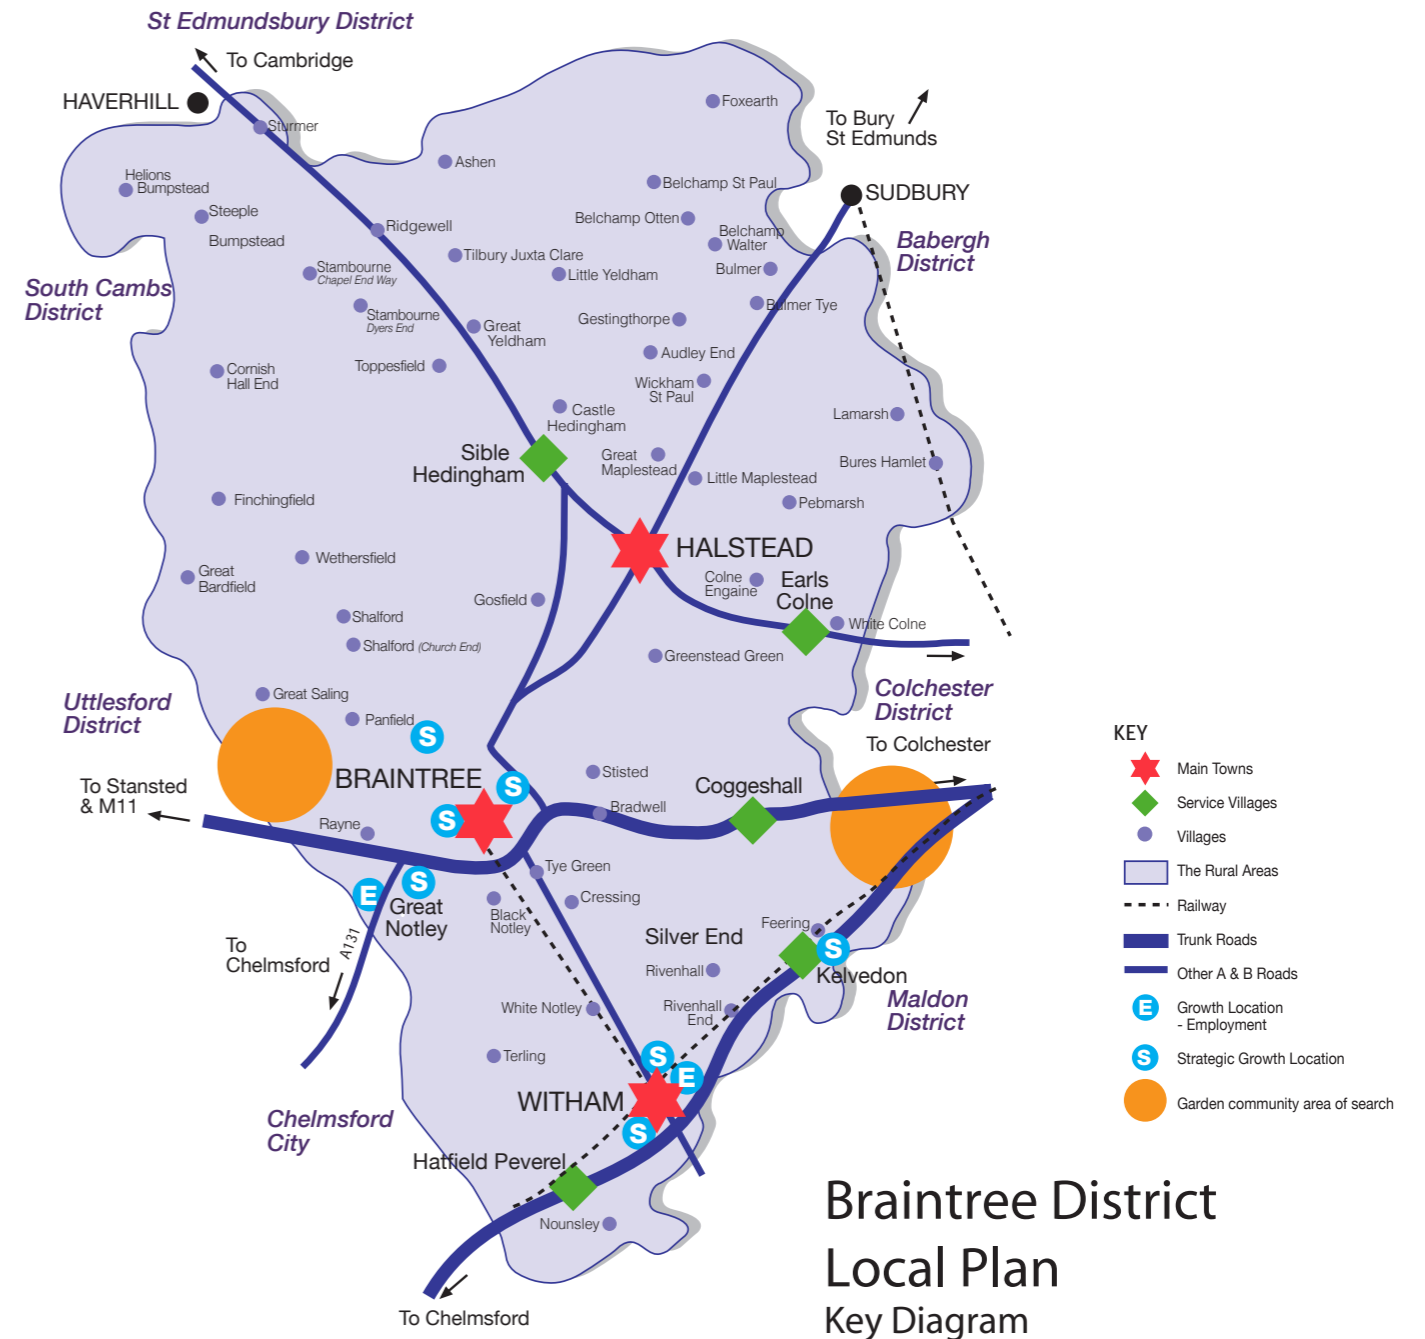 St Edmundsbury District
To Cambridge
HAVERHILL
Sturmer
Foxearth
To Bury
St Edmunds
Ashen
Helions
Bumpstead
Belchamp St Paul
SUDBURY
Steeple
Bumpstead
Belchamp Otten
Ridgewell
Belchamp
Walter
Babergh
District
Tilbury Juxta Clare
Stambourne
Chapel End Way
Little Yeldham
Bulmer
South Cambs
District
Stambourne
Dyers End
Bulmer Tye
Gestingthorpe
Great
Yeldham
Audley End
Toppesfield
Cornish
Hall End
Wickham
St Paul
Castle
Hedingham
Lamarsh
Sible
Hedingham
Great
Maplestead
Bures Hamlet
Little Maplestead
Finchingfield
Pebmarsh
HALSTEAD
Wethersfield
Great
Bardfield
Colne
Engaine
Earls
Colne
Gosfield
Shalford
White Colne
Shalford (Church End)
Greenstead Green
Great Saling
Uttlesford
District
Colchester
District
Panfield
S
To Colchester
BRAINTREE
Stisted
To Stansted
& M11
S
Coggeshall
Bradwell
Rayne
S
Tye Green
E
S
Cressing
Great
Notley
Black
Notley
Feering
A131
To
Chelmsford
Silver End
S
Rivenhall
Kelvedon
White Notley
Rivenhall
End
Maldon
District
Terling
S
E
WITHAM
Chelmsford
City
S
Hatfield Peverel
Nounsley
To Chelmsford
KEY
Main Towns
Service Villages
Villages
The Rural Areas
Railway
Trunk Roads
Other A & B Roads
E
Growth Location
- Employment
S
Strategic Growth Location
Garden community area of search
Braintree District
Local Plan
Key Diagram